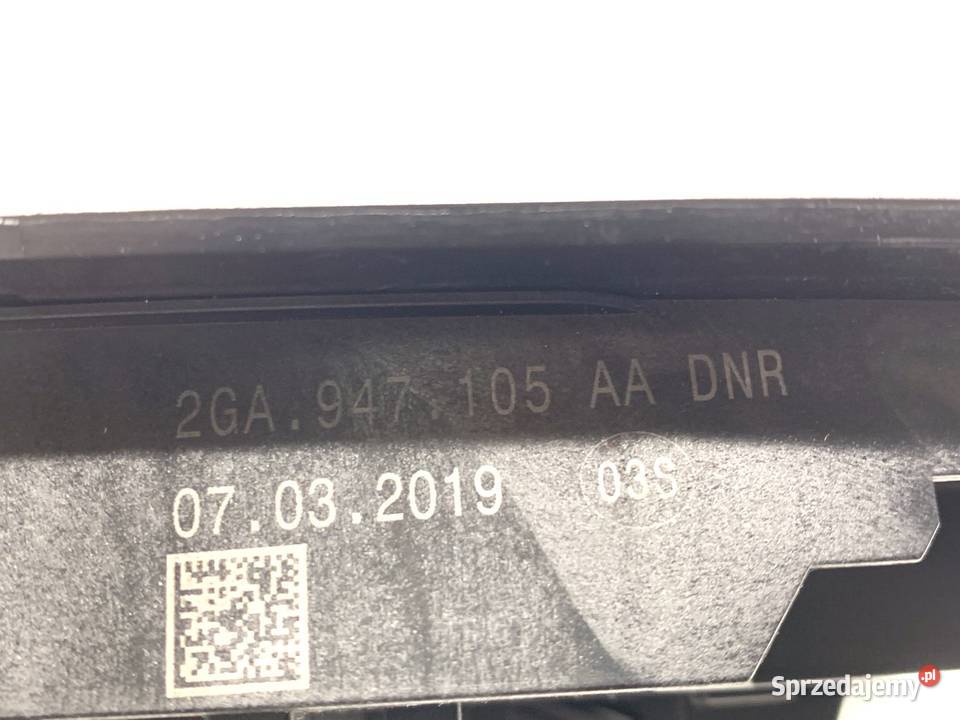 2GA.947.105 AA DNR
07.03.2019 03S
Sprzedajemy.pl